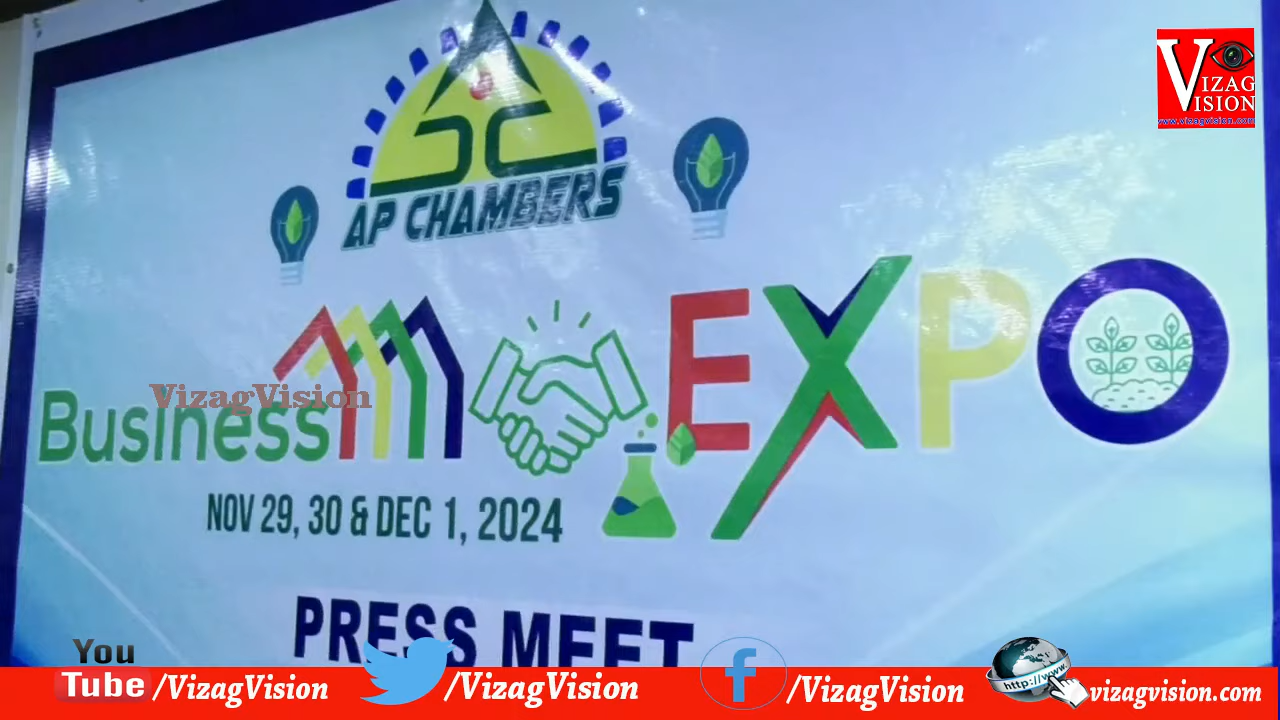 VIZAG
VISION
www.vizagvision.com
AP CHAMBERS
Business EXPO
VizagVision
NOV 29, 30 & DEC 1, 2024
PRESS MEET
You
Tube /VizagVision /VizagVision f /VizagVision http://www. vizagvision.com